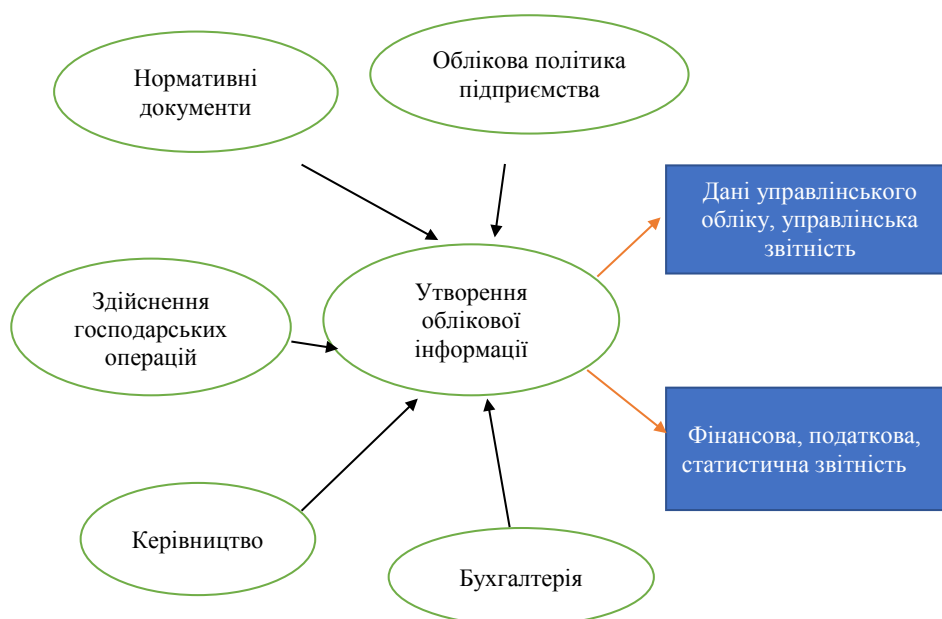 Нормативні
документи
Облікова політика
підприємства
Дані управлінського
обліку, управлінська
звітність
Здійснення
господарських
операцій
Утворення
облікової
інформації
Фінансова, податкова,
статистична звітність
Керівництво
Бухгалтерія